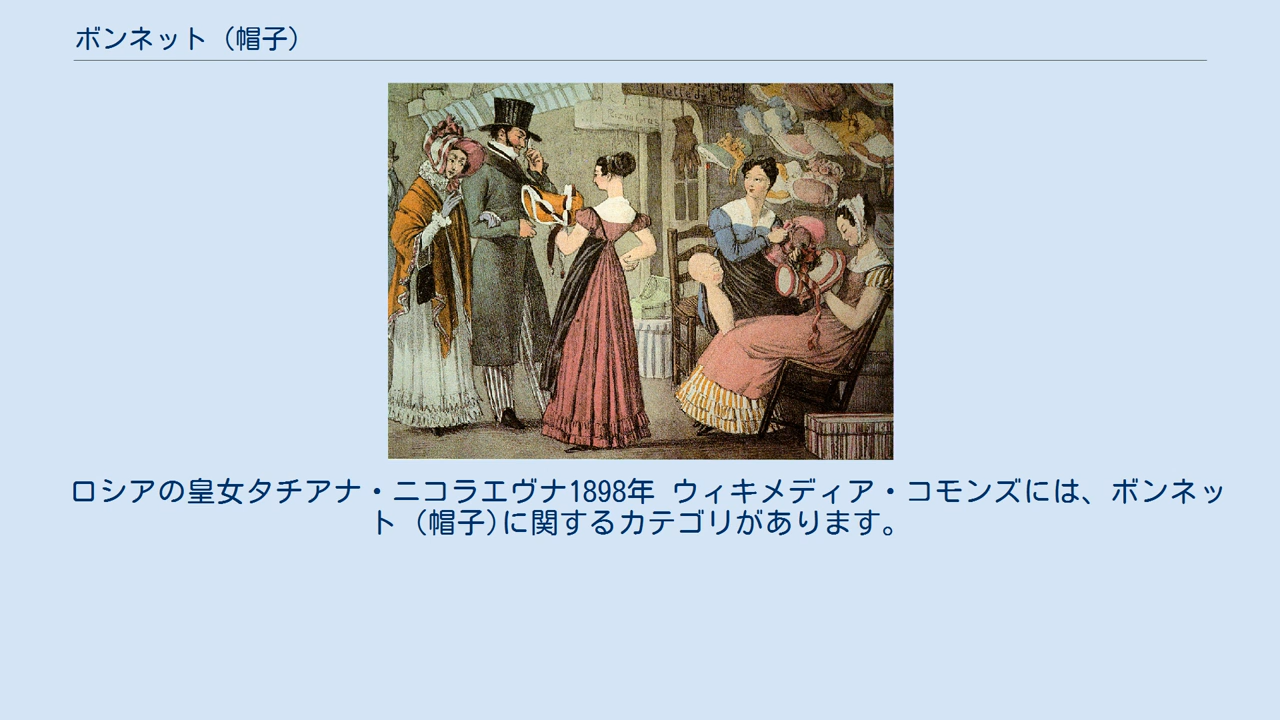 ボンネット (帽子)
ロシアの皇女タチアナ・ニコラエヴナ1898年 ウィキメディア・コモンズには、ボンネッ
ト (帽子)に関するカテゴリがあります。